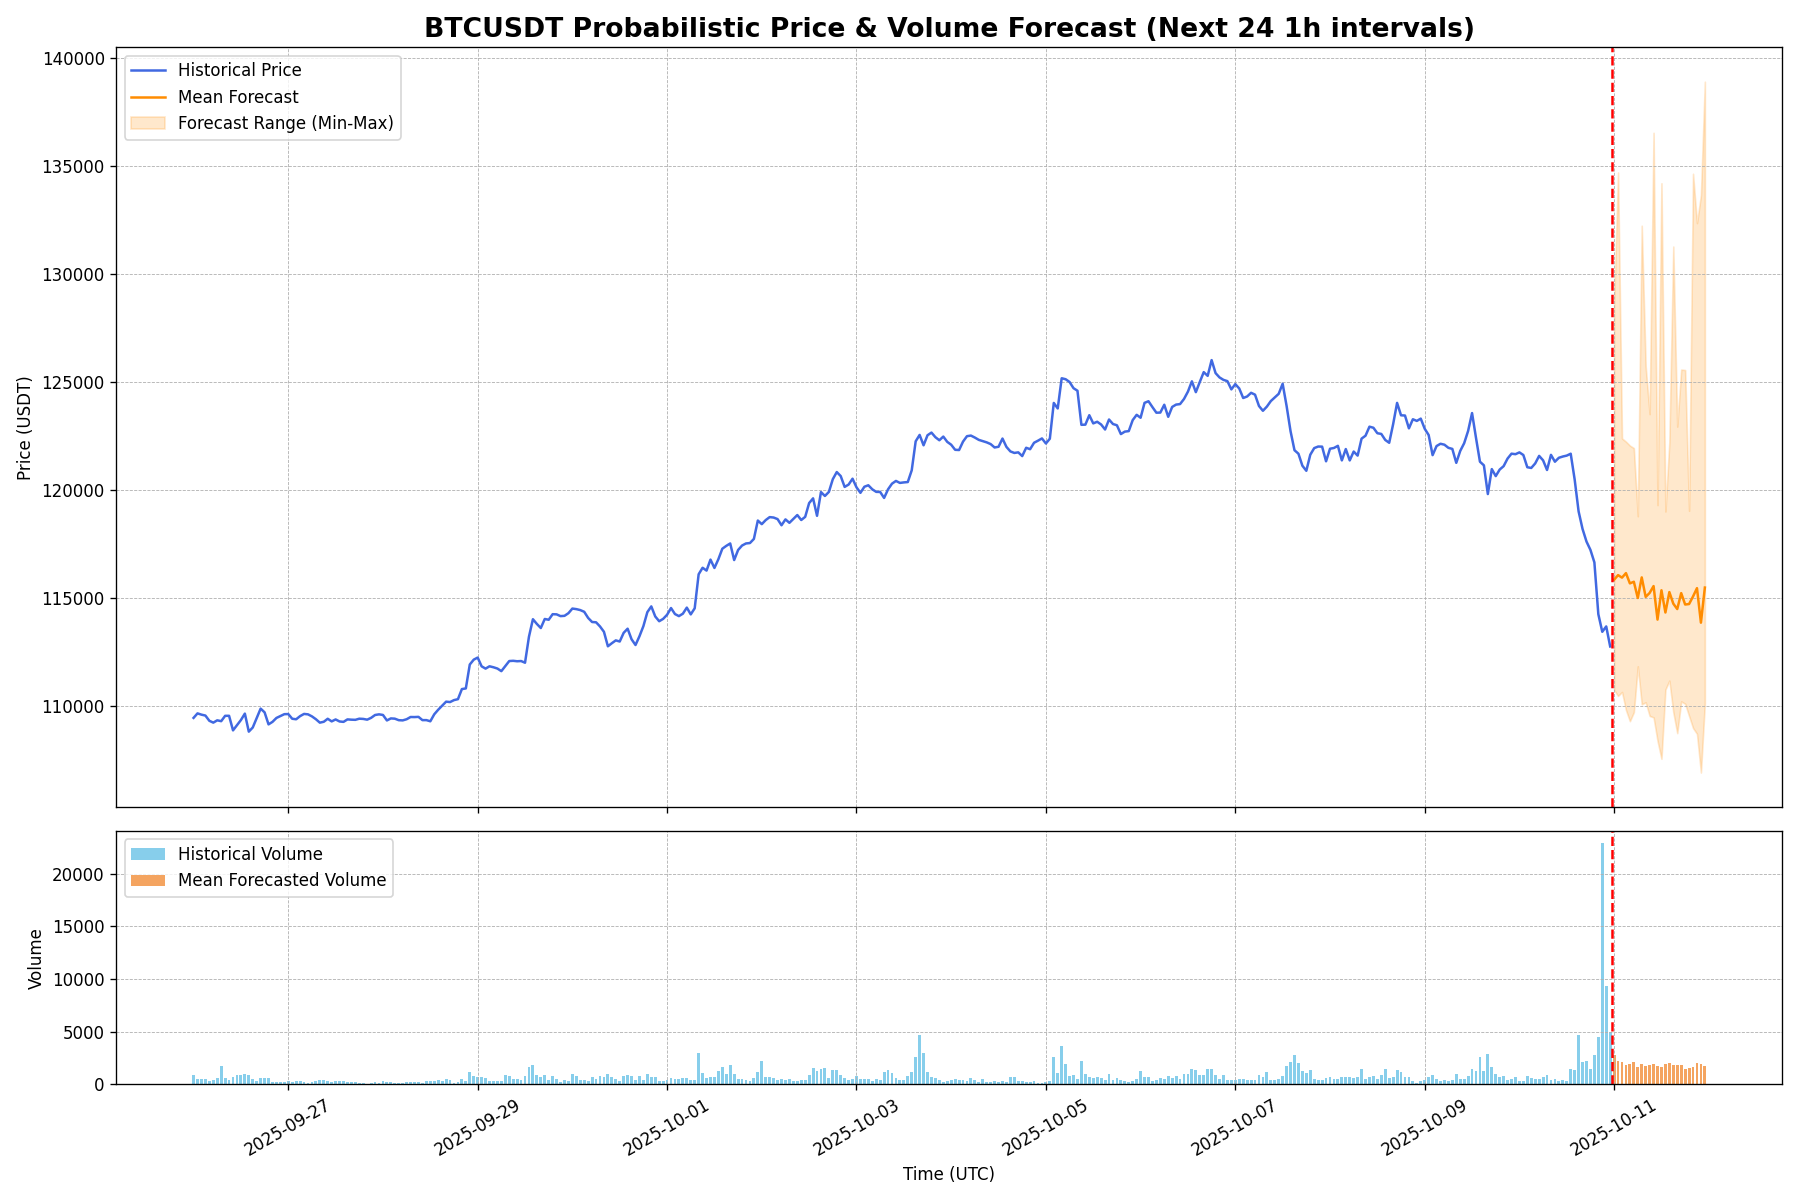 BTCUSDT Probabilistic Price & Volume Forecast (Next 24 1h intervals)
Historical Price
Mean Forecast
Forecast Range (Min-Max)
Price (USDT)
140000
135000
130000
125000
120000
115000
110000
Historical Volume
Mean Forecasted Volume
Volume
20000
15000
10000
5000
0
2025-09-27
2025-09-29
2025-10-01
2025-10-03
2025-10-05
2025-10-07
2025-10-09
2025-10-11
Time (UTC)